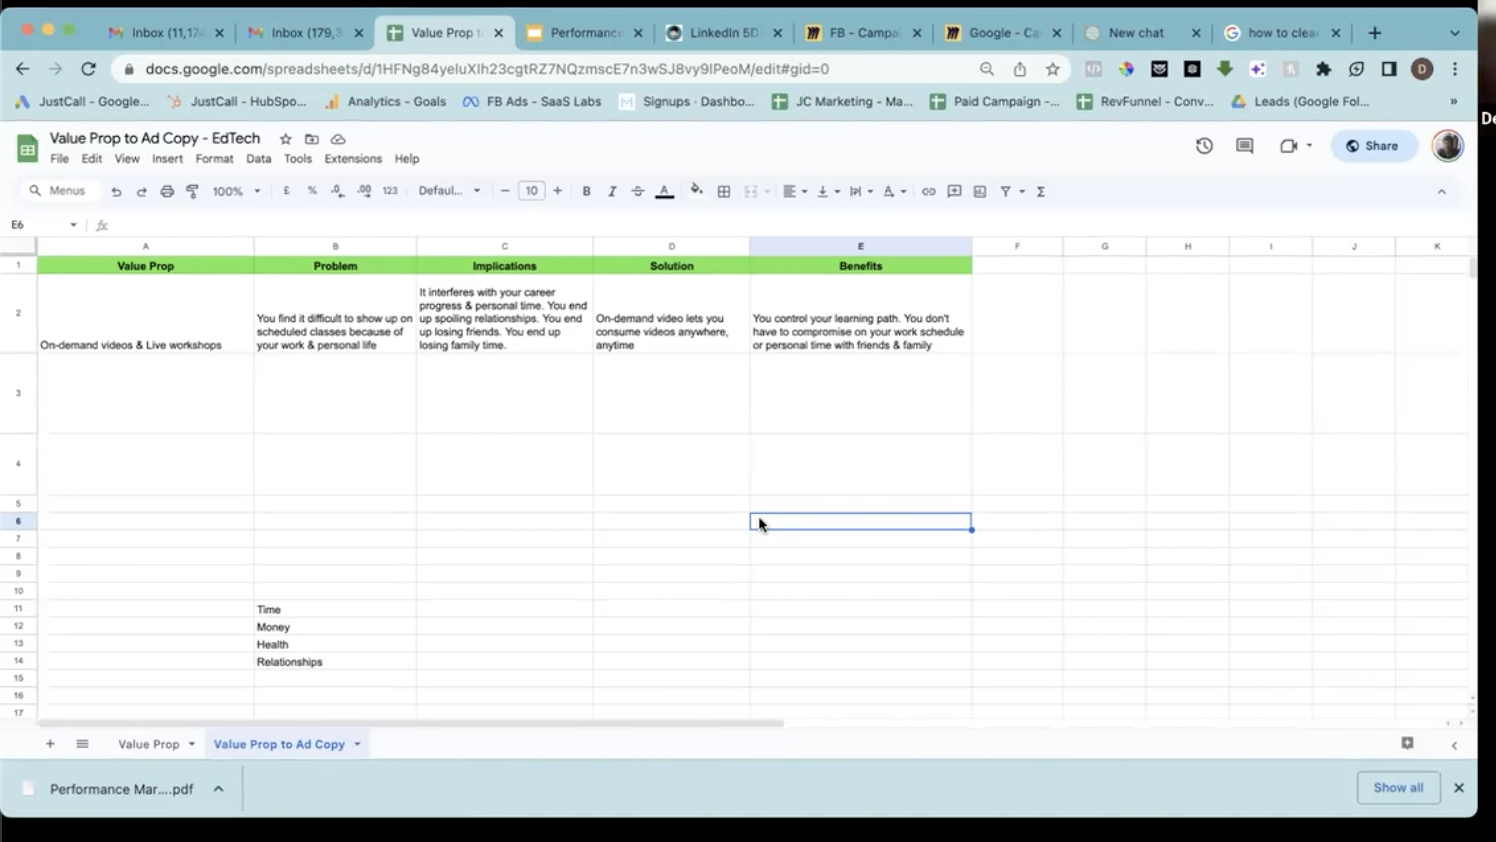 Inbox (11,174
Inbox (179,3
Value Prop to
Performance
LinkedIn 5D
FB - Campa
Google - Ca
New chat
how to clea
docs.google.com/spreadsheets/d/1HFNg84yeluXIh23cgtRZ7NQzmscE7n3wSJ8vy9IPeoM/edit#gid=0
D
JustCall - Google...
JustCall - HubSpo...
Analytics - Goals
FB Ads - SaaS Labs
Signups · Dashbo...
JC Marketing - Ma...
Paid Campaign -...
RevFunnel - Conv...
Leads (Google Fol...
»
De
Value Prop to Ad Copy - EdTech
File Edit View Insert Format Data Tools Extensions Help
Share
Menus
100%
£ % .0 .00 123
Defaul...
− 10 +
B I S A
Σ
E6
fx
A B C D E F G H I J K
1 Value Prop Problem Implications Solution Benefits
2
On-demand videos & Live workshops
You find it difficult to show up on
scheduled classes because of
your work & personal life
It interferes with your career
progress & personal time. You end
up spoiling relationships. You end
up losing friends. You end up
losing family time.
On-demand video lets you
consume videos anywhere,
anytime
You control your learning path. You don't
have to compromise on your work schedule
or personal time with friends & family
3
4
5
6
7
8
9
10
11 Time
12 Money
13 Health
14 Relationships
15
16
17
Value Prop
Value Prop to Ad Copy
Performance Mar....pdf
Show all